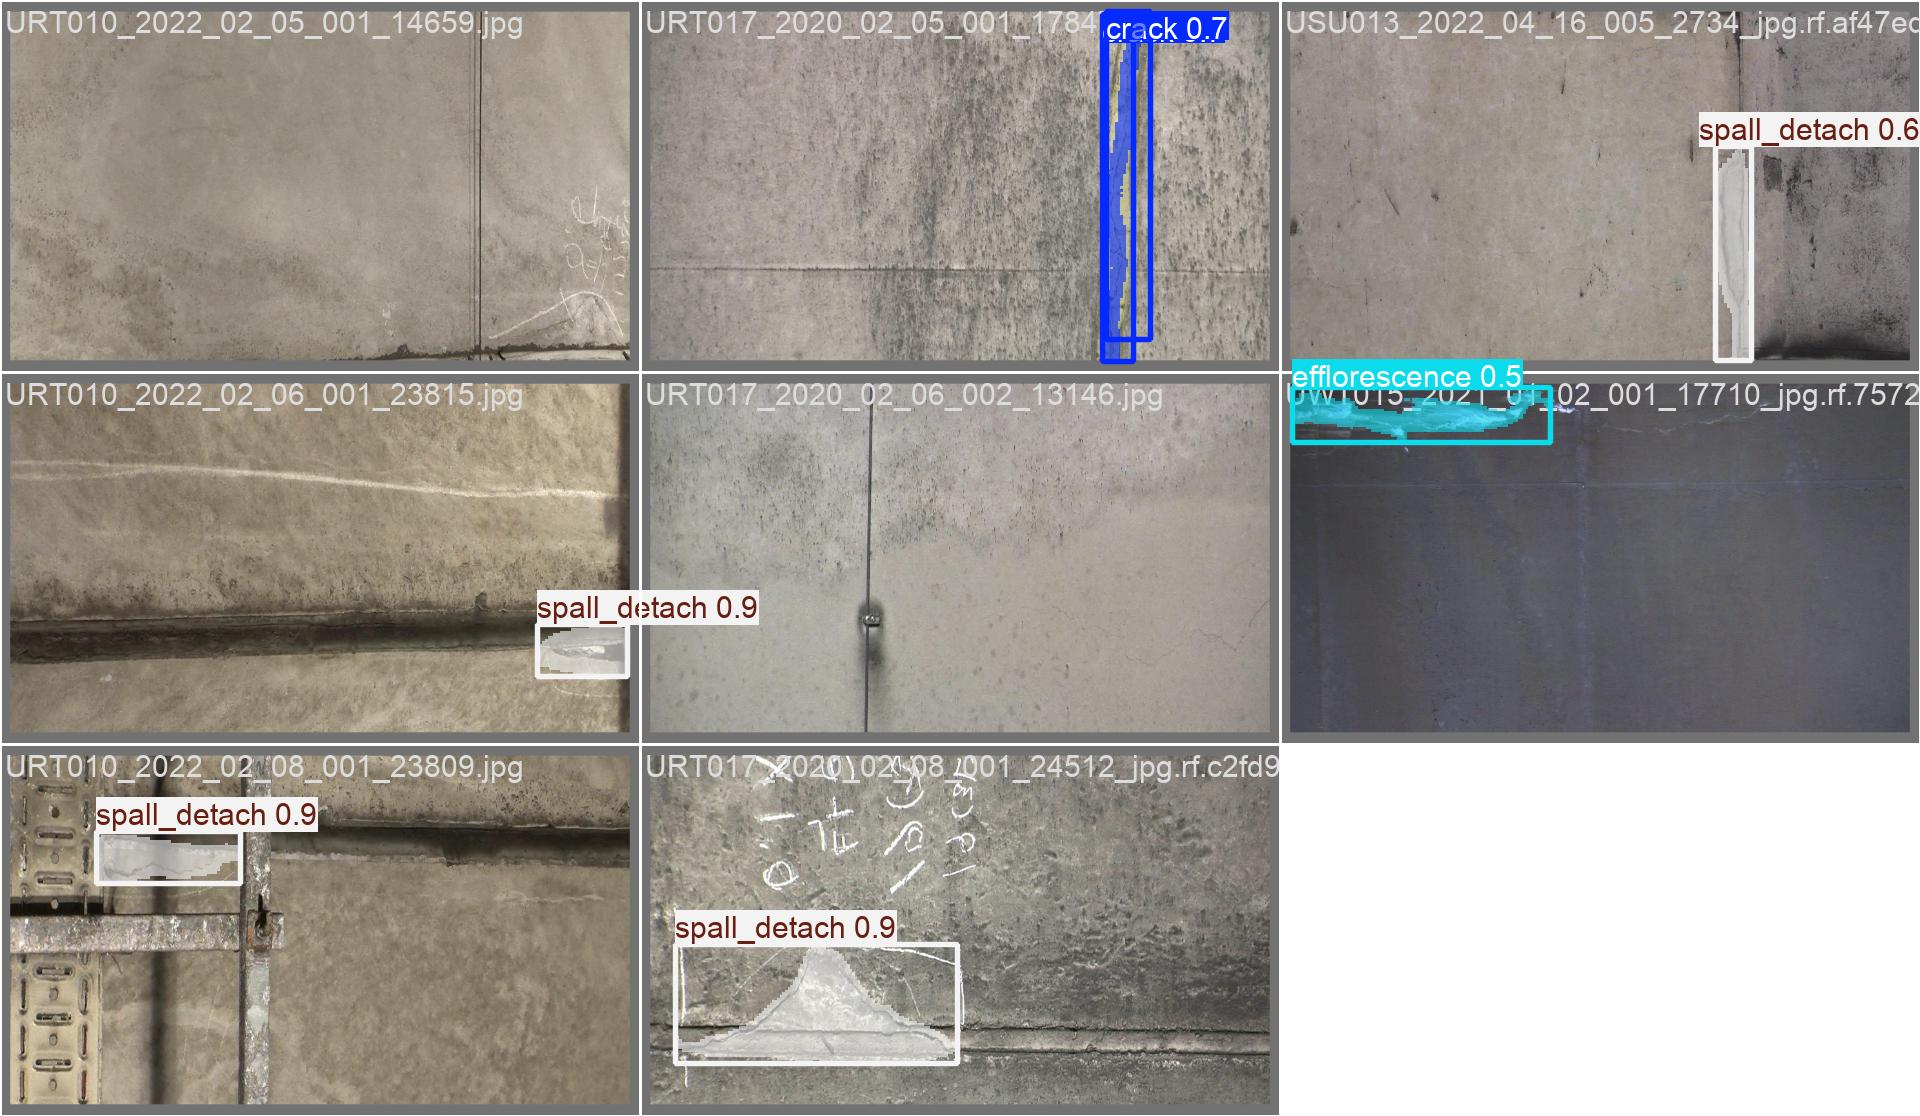 URT010_2022_02_05_001_14659.jpg
URT017_2020_02_05_001_1784
crack 0.7
USU013_2022_04_16_005_2734_jpg.rf.af47ec
spall_detach 0.6
URT010_2022_02_06_001_23815.jpg
spall_detach 0.9
URT017_2020_02_06_002_13146.jpg
efflorescence 0.5
UWT015_2021_01_02_001_17710_jpg.rf.7572
URT010_2022_02_08_001_23809.jpg
spall_detach 0.9
URT017_2020_02_08_001_24512_jpg.rf.c2fd9
spall_detach 0.9